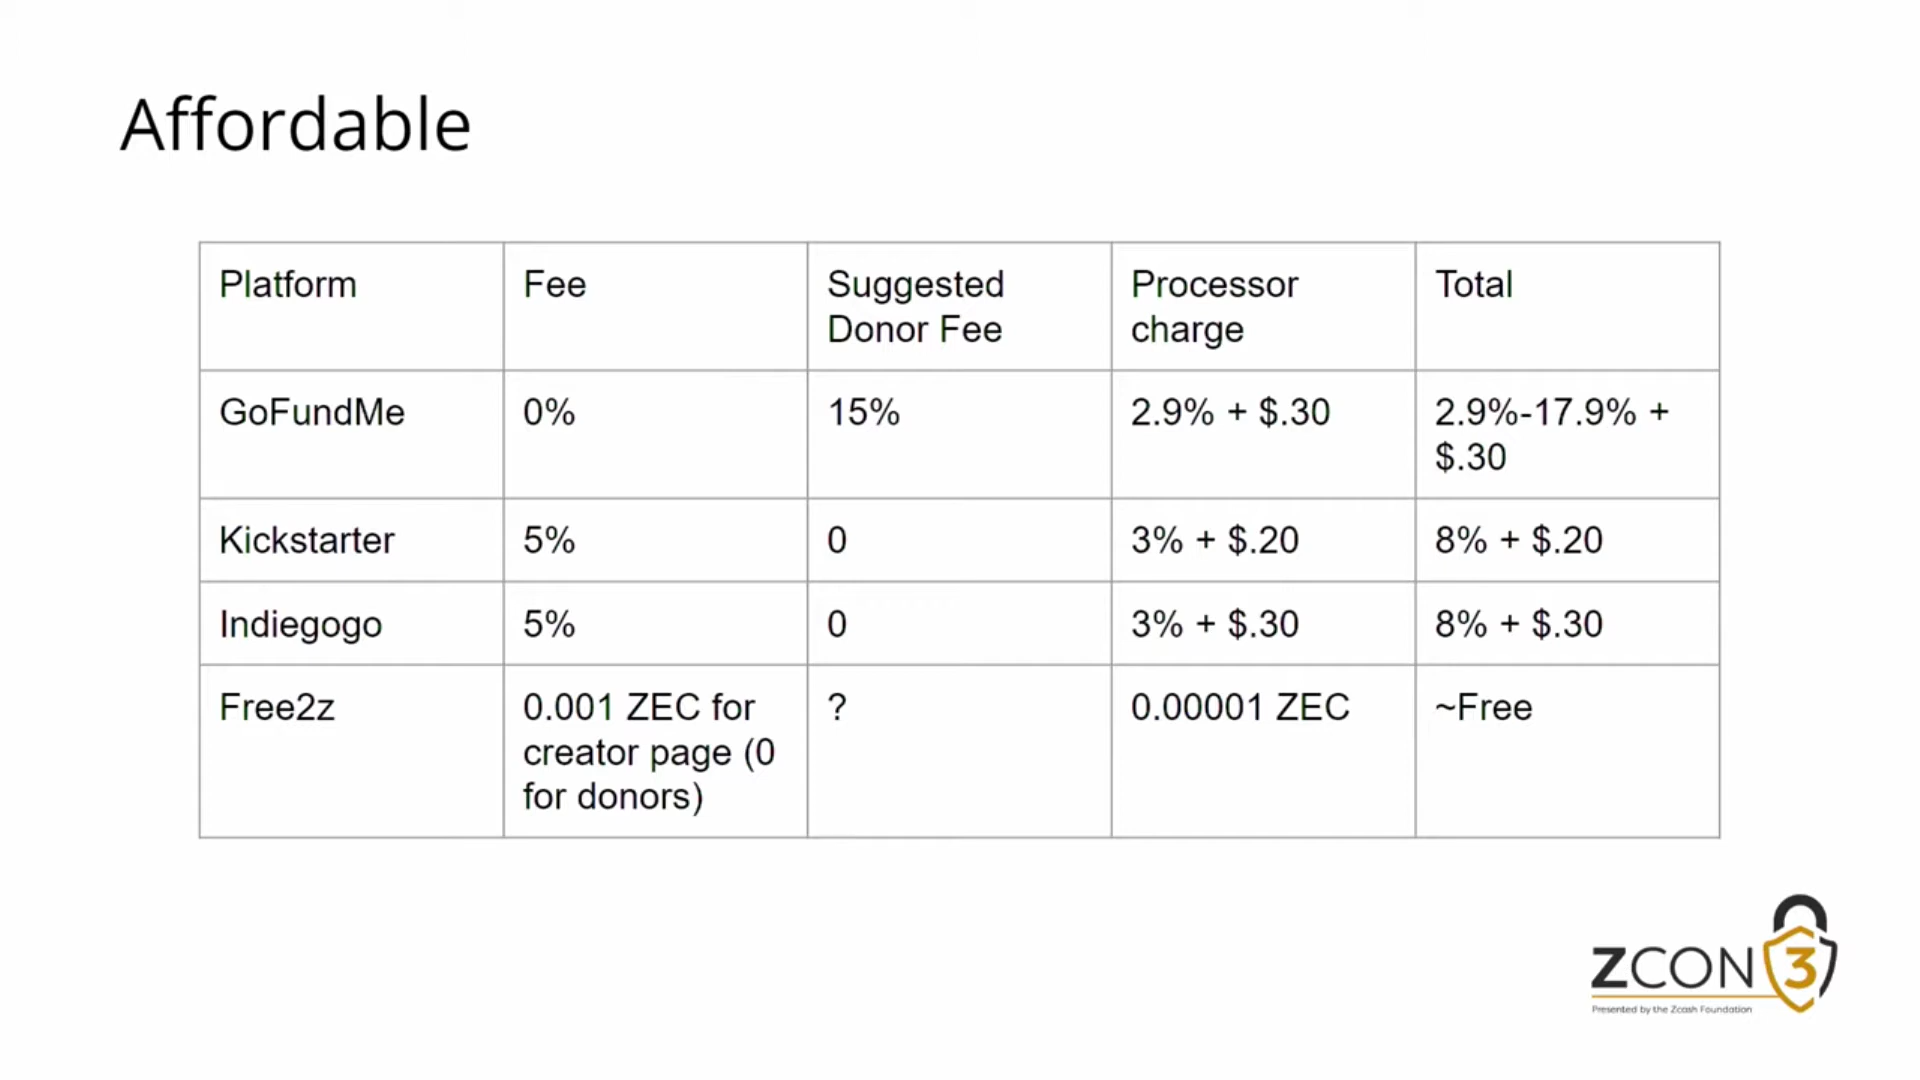 Affordable
Platform
Fee
Suggested
Donor Fee
Processor
charge
Total
GoFundMe
0%
15%
2.9% + $.30
2.9%-17.9% +
$.30
Kickstarter
5%
0
3% + $.20
8% + $.20
Indiegogo
5%
0
3% + $.30
8% + $.30
Free2z
0.001 ZEC for
creator page (0
for donors)
?
0.00001 ZEC
~Free
ZCON 3
Presented by the Zcash Foundation